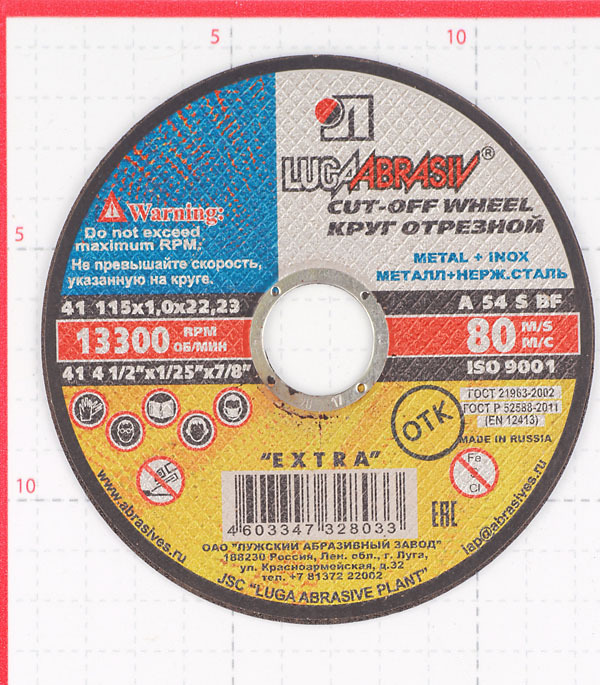 5
10
5
10
LUGAABRASIV®
CUT-OFF WHEEL
КРУГ ОТРЕЗНОЙ
METAL + INOX
МЕТАЛЛ+НЕРЖ.СТАЛЬ
Warning:
Do not exceed
maximum RPM;
Не превышайте скорость,
указанную на круге.
41 115x1,0x22,23
A 54 S BF
13300 RPM
ОБ/МИН
80 M/S
М/С
41 4 1/2"x1/25"x7/8"
ISO 9001
ГОСТ 21963-2002
ГОСТ Р 52588-2011
(EN 12413)
MADE IN RUSSIA
ОТК
"EXTRA"
Fe
Cl
4603347328033
EAC
www.abrasives.ru
iap@abrasives.ru
ОАО "ЛУЖСКИЙ АБРАЗИВНЫЙ ЗАВОД"
188230 Россия, Лен. обл., г. Луга,
ул. Красноармейская, д.32
тел. +7 81372 22002
JSC "LUGA ABRASIVE PLANT"